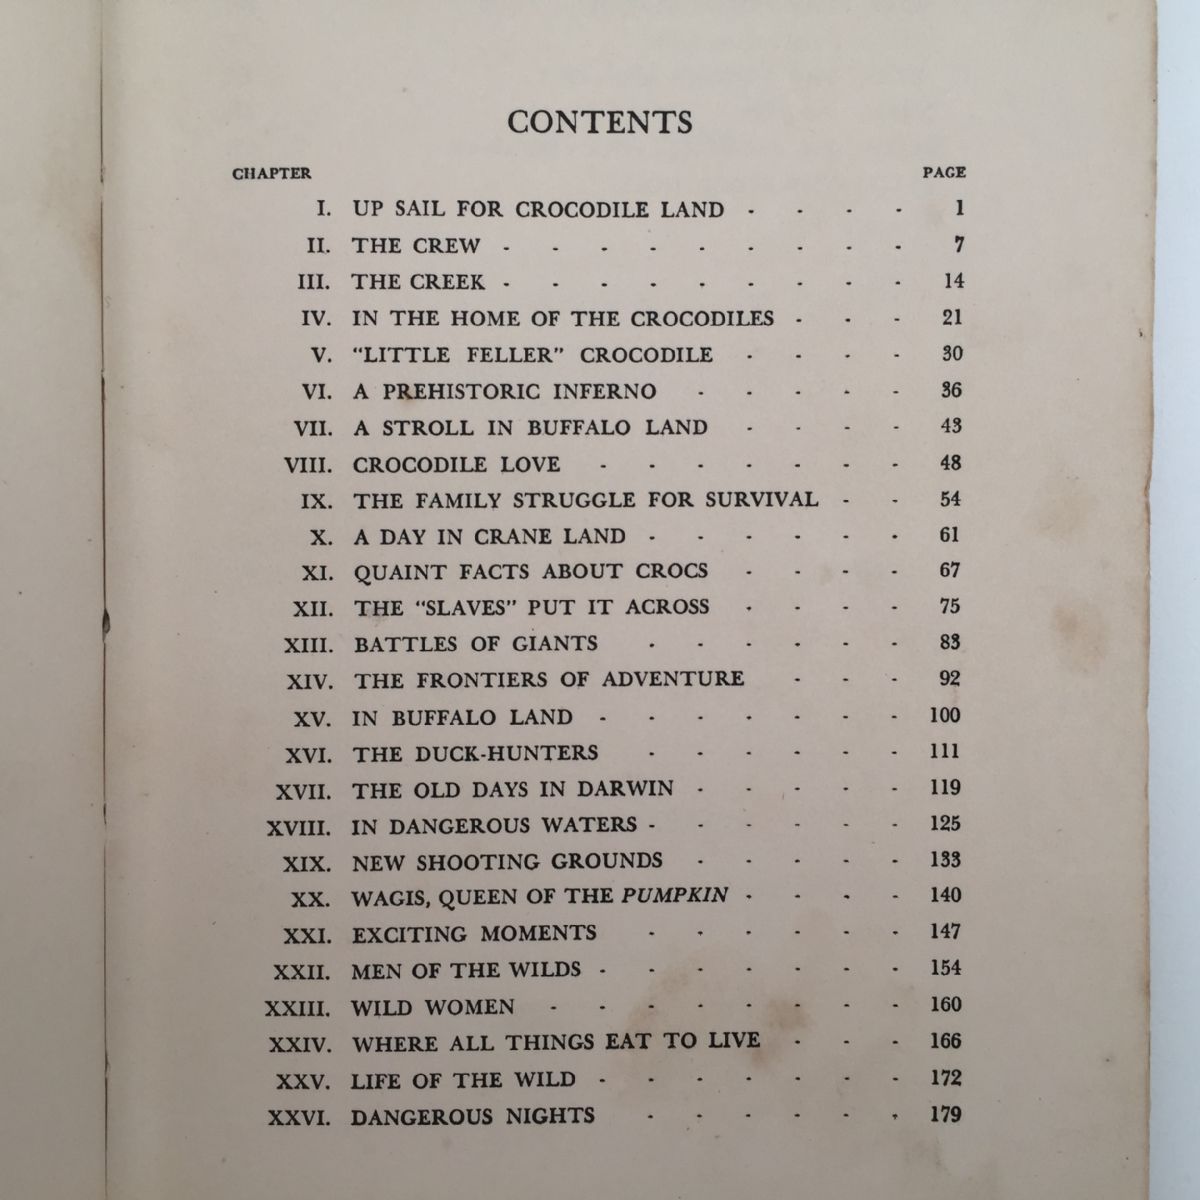 CONTENTS
CHAPTER PAGE
I. UP SAIL FOR CROCODILE LAND - - - - 1
II. THE CREW - - - - - - - - - 7
III. THE CREEK - - - - - - - - - 14
IV. IN THE HOME OF THE CROCODILES - - - 21
V. “LITTLE FELLER” CROCODILE - - - - 30
VI. A PREHISTORIC INFERNO - - - - - 36
VII. A STROLL IN BUFFALO LAND - - - - 43
VIII. CROCODILE LOVE - - - - - - - 48
IX. THE FAMILY STRUGGLE FOR SURVIVAL - - 54
X. A DAY IN CRANE LAND - - - - - - 61
XI. QUAINT FACTS ABOUT CROCS - - - - 67
XII. THE “SLAVES” PUT IT ACROSS - - - - 75
XIII. BATTLES OF GIANTS - - - - - - 83
XIV. THE FRONTIERS OF ADVENTURE - - - 92
XV. IN BUFFALO LAND - - - - - - - 100
XVI. THE DUCK-HUNTERS - - - - - - 111
XVII. THE OLD DAYS IN DARWIN - - - - - 119
XVIII. IN DANGEROUS WATERS - - - - - - 125
XIX. NEW SHOOTING GROUNDS - - - - - 133
XX. WAGIS, QUEEN OF THE PUMPKIN - - - - 140
XXI. EXCITING MOMENTS - - - - - - 147
XXII. MEN OF THE WILDS - - - - - - - 154
XXIII. WILD WOMEN - - - - - - - - 160
XXIV. WHERE ALL THINGS EAT TO LIVE - - - 166
XXV. LIFE OF THE WILD - - - - - - - 172
XXVI. DANGEROUS NIGHTS - - - - - - 179